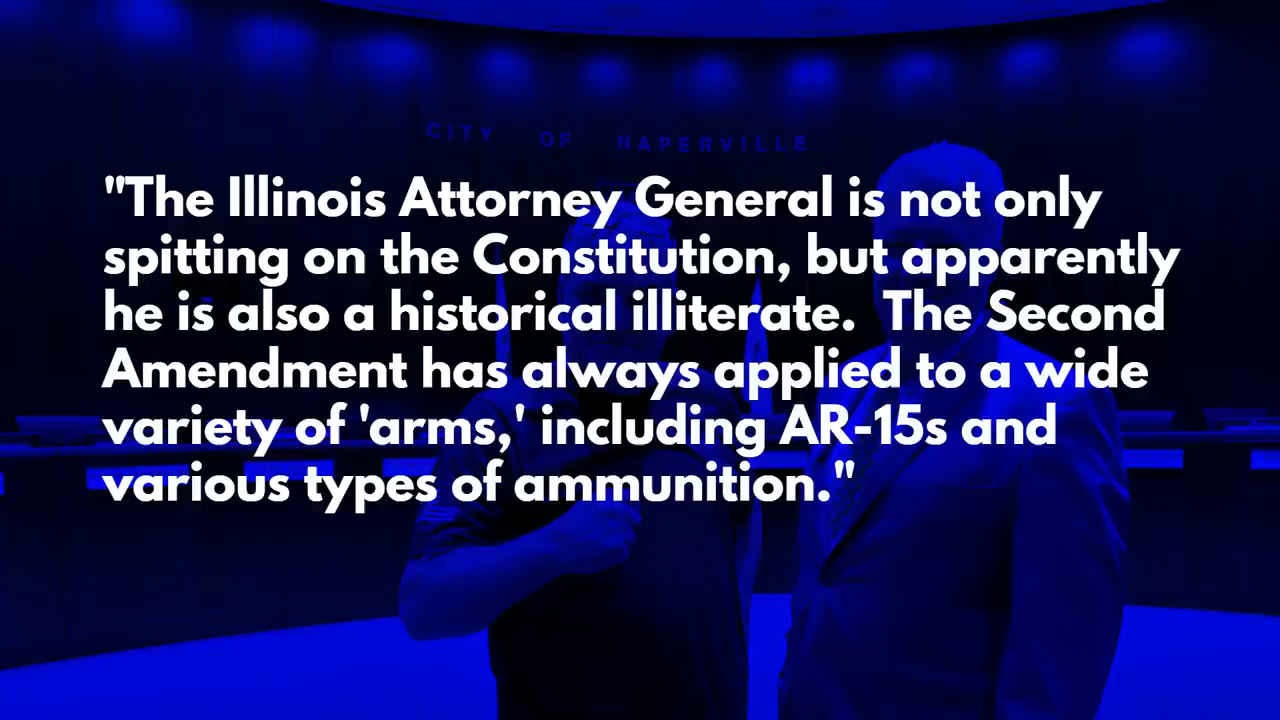 CITY OF NAPERVILLE
"The Illinois Attorney General is not only
spitting on the Constitution, but apparently
he is also a historical illiterate.  The Second
Amendment has always applied to a wide
variety of 'arms,' including AR-15s and
various types of ammunition."